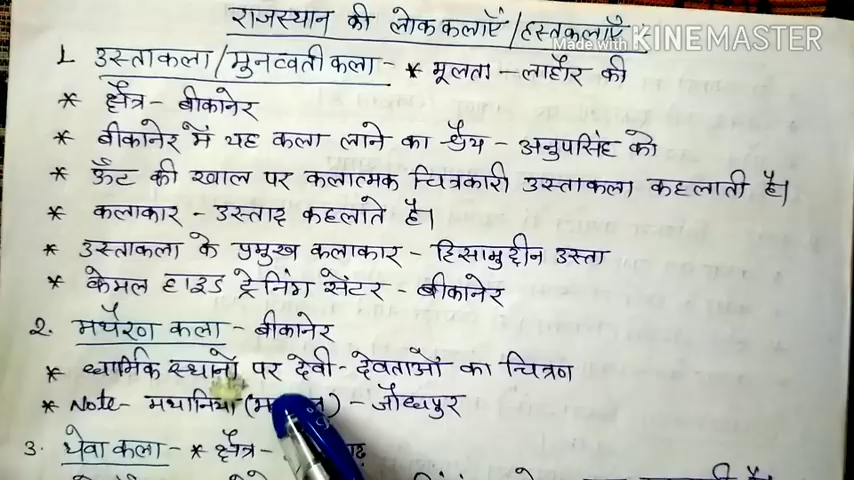 राजस्थान की लोककलाएँ/हस्तकलाएँ -
Made with KINEMASTER
1. उस्ताकला/मुनव्वतीकला - * मूलता - लाहौर की
* क्षैत्र - बीकानेर
* बीकानेर में यह कला लाने का श्रैय - अनुपसिंह को
* ऊँट की खाल पर कलात्मक चित्रकारी उस्ताकला कहलाती है।
* कलाकार - उस्ताद कहलाते है।
* उस्ताकला के प्रमुख कलाकार - हिसामुद्दीन उस्ता
* केमल हाइड ट्रेनिंग सेंटर - बीकानेर
2. मथैरण कला - बीकानेर
* धार्मिक स्थानों पर देवी-देवताओं का चित्रण
* Note - मथानिया - जौधपुर
3. थेवा कला - * क्षैत्र -